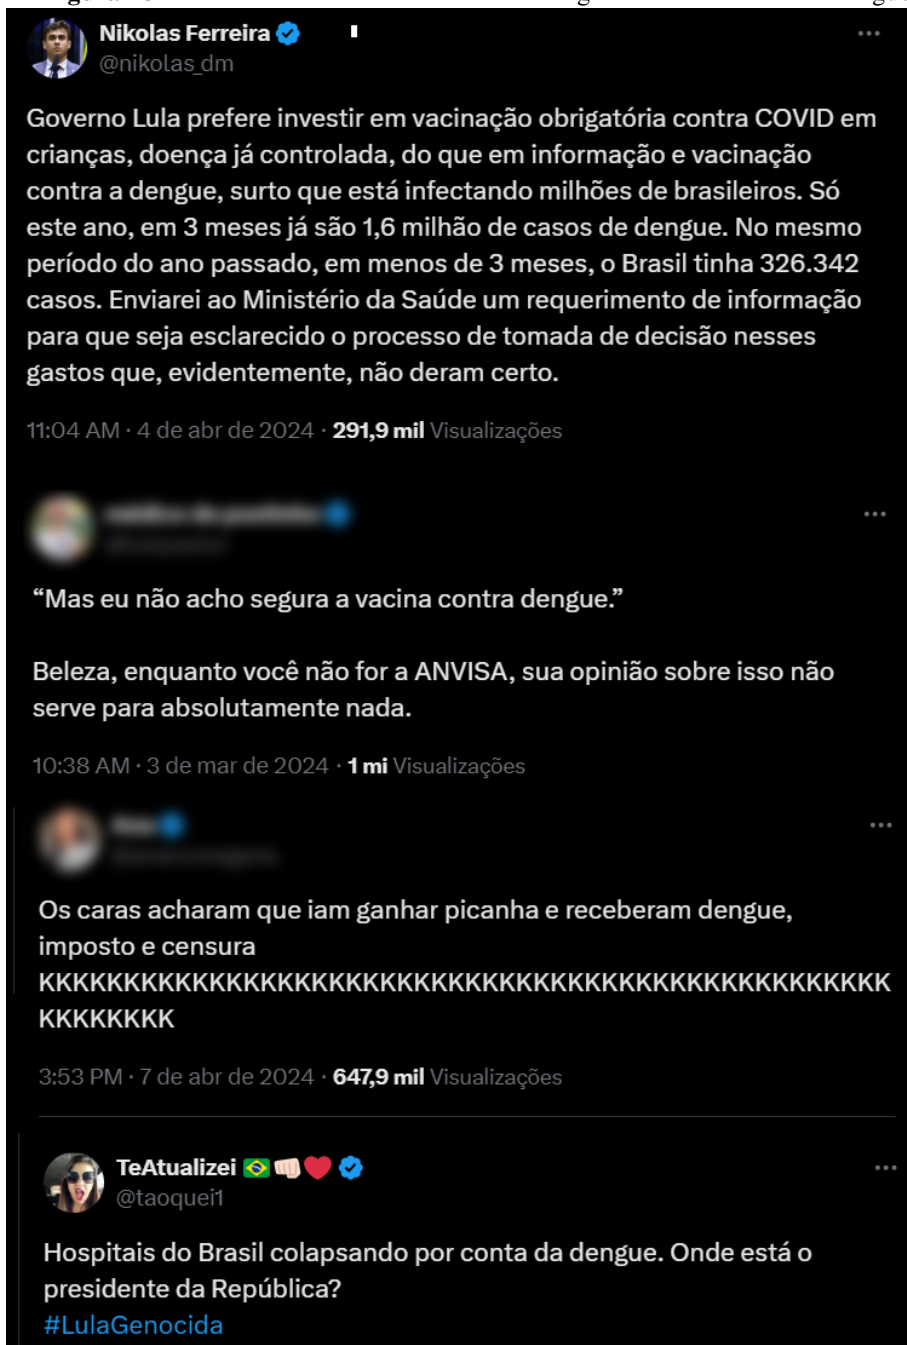 Nikolas Ferreira
@nikolas_dm
Governo Lula prefere investir em vacinação obrigatória contra COVID em
crianças, doença já controlada, do que em informação e vacinação
contra a dengue, surto que está infectando milhões de brasileiros. Só
este ano, em 3 meses já são 1,6 milhão de casos de dengue. No mesmo
período do ano passado, em menos de 3 meses, o Brasil tinha 326.342
casos. Enviarei ao Ministério da Saúde um requerimento de informação
para que seja esclarecido o processo de tomada de decisão nesses
gastos que, evidentemente, não deram certo.
11:04 AM · 4 de abr de 2024 · 291,9 mil Visualizações
“Mas eu não acho segura a vacina contra dengue.”
Beleza, enquanto você não for a ANVISA, sua opinião sobre isso não
serve para absolutamente nada.
10:38 AM · 3 de mar de 2024 · 1 mi Visualizações
Os caras acharam que iam ganhar picanha e receberam dengue,
imposto e censura
KKKKKKKKKKKKKKKKKKKKKKKKKKKKKKKKKKKKKKKKKKKKKKKKKK
KKKKKKKK
3:53 PM · 7 de abr de 2024 · 647,9 mil Visualizações
TeAtualizei 🇧🇷👊🏻❤️
@taoquei1
Hospitais do Brasil colapsando por conta da dengue. Onde está o
presidente da República?
#LulaGenocida